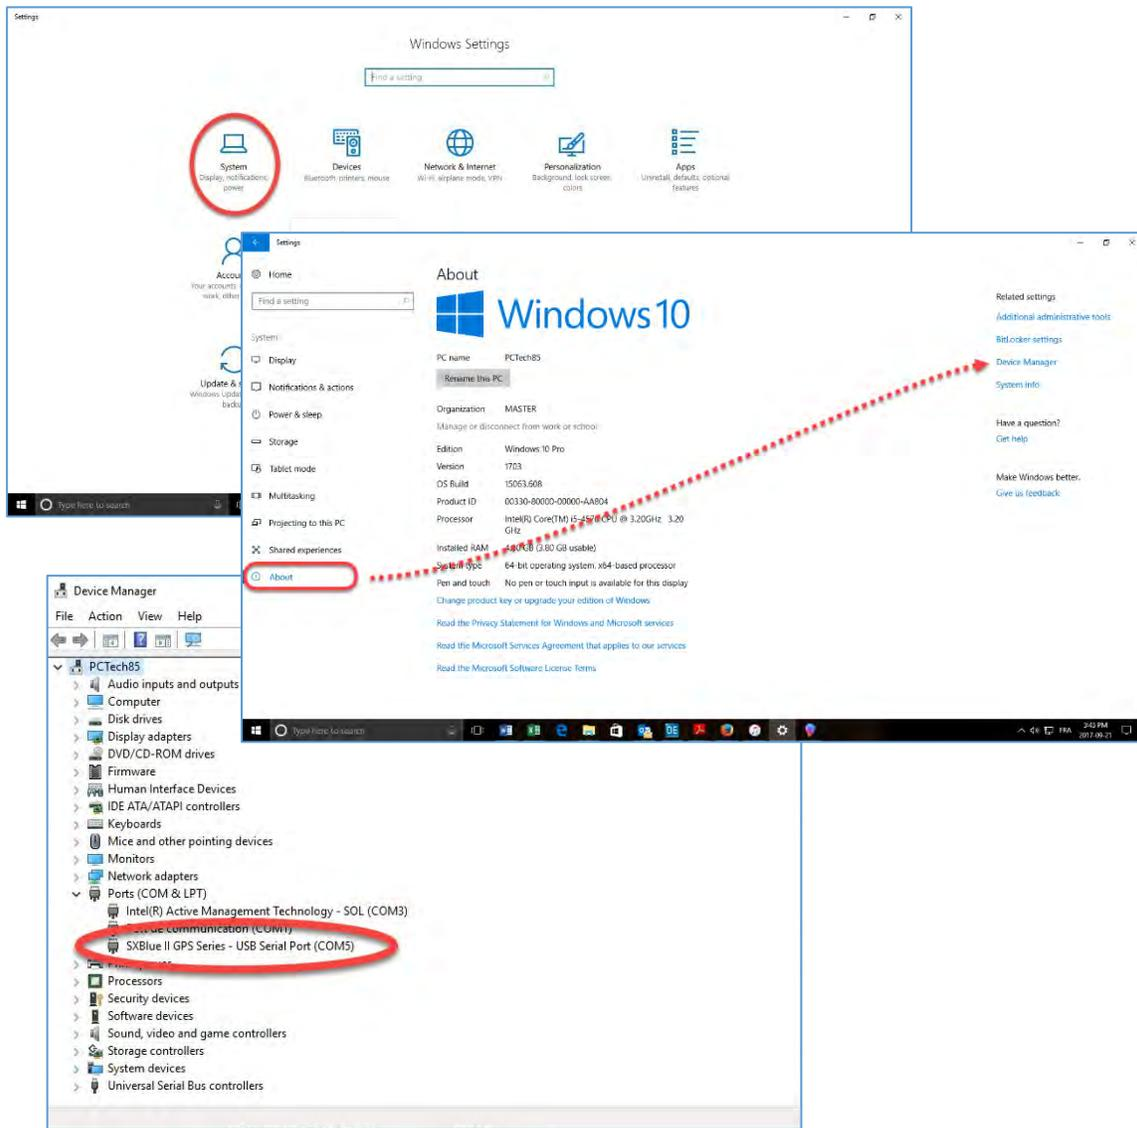 Settings
Windows Settings
Find a setting
System
Display, notifications, power
Devices
Bluetooth, printers, mouse
Network & Internet
Wi-Fi, airplane mode, VPN
Personalization
Background, lock screen, colors
Apps
Uninstall, defaults, optional features
Accou
Your accounts
work, other
Update & s
Windows Upda
backu
Type here to search
Settings
Home
Find a setting
System
Display
Notifications & actions
Power & sleep
Storage
Tablet mode
Multitasking
Projecting to this PC
Shared experiences
About
About
Windows 10
PC name PCTech85
Rename this PC
Organization MASTER
Manage or disconnect from work or school
Edition Windows 10 Pro
Version 1703
OS Build 15063.608
Product ID 00330-80000-00000-AA804
Processor Intel(R) Core(TM) i5-4570 CPU @ 3.20GHz 3.20
GHz
Installed RAM 4.00 GB (3.80 GB usable)
System type 64-bit operating system, x64-based processor
Pen and touch No pen or touch input is available for this display
Change product key or upgrade your edition of Windows
Read the Privacy Statement for Windows and Microsoft services
Read the Microsoft Services Agreement that applies to our services
Read the Microsoft Software License Terms
Related settings
Additional administrative tools
BitLocker settings
Device Manager
System info
Have a question?
Get help
Make Windows better.
Give us feedback
Type here to search
FRA
3:43 PM
2017-09-21
Device Manager
File Action View Help
PCTech85
Audio inputs and outputs
Computer
Disk drives
Display adapters
DVD/CD-ROM drives
Firmware
Human Interface Devices
IDE ATA/ATAPI controllers
Keyboards
Mice and other pointing devices
Monitors
Network adapters
Ports (COM & LPT)
Intel(R) Active Management Technology - SOL (COM3)
de communication (COM1)
SXBlue II GPS Series - USB Serial Port (COM5)
Processors
Security devices
Software devices
Sound, video and game controllers
Storage controllers
System devices
Universal Serial Bus controllers